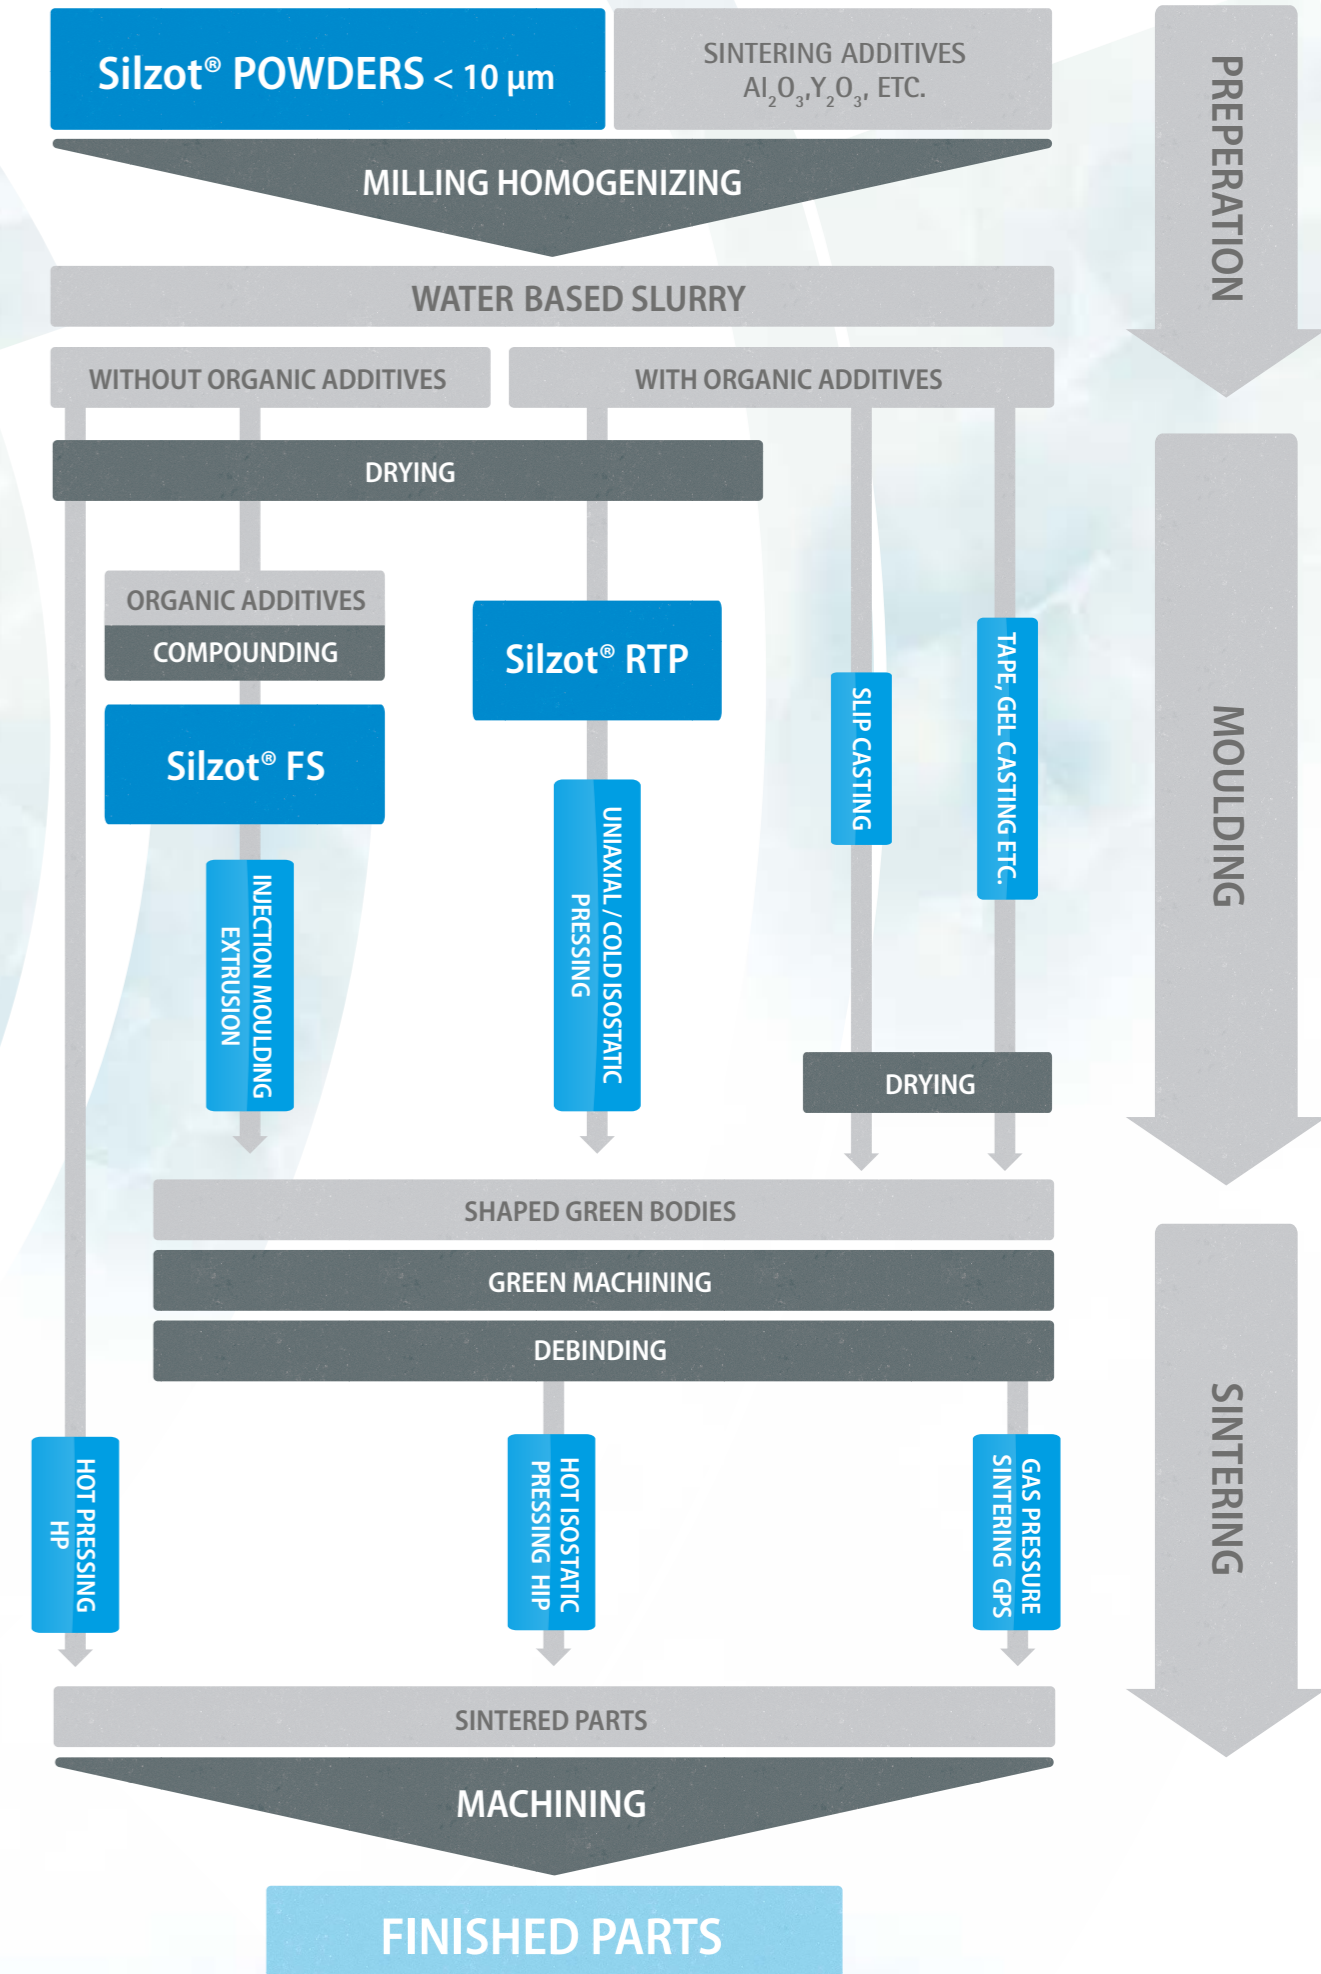 Silzot® POWDERS < 10 µm
SINTERING ADDITIVES
Al₂O₃,Y₂O₃, ETC.
PREPERATION
MILLING HOMOGENIZING
WATER BASED SLURRY
WITHOUT ORGANIC ADDITIVES
WITH ORGANIC ADDITIVES
DRYING
MOULDING
ORGANIC ADDITIVES
COMPOUNDING
Silzot® RTP
Silzot® FS
SLIP CASTING
TAPE, GEL CASTING ETC.
INJECTION MOULDING
EXTRUSION
UNIAXIAL / COLD ISOSTATIC
PRESSING
DRYING
SHAPED GREEN BODIES
GREEN MACHINING
DEBINDING
SINTERING
HOT PRESSING
HP
HOT ISOSTATIC
PRESSING HIP
GAS PRESSURE
SINTERING GPS
SINTERED PARTS
MACHINING
FINISHED PARTS